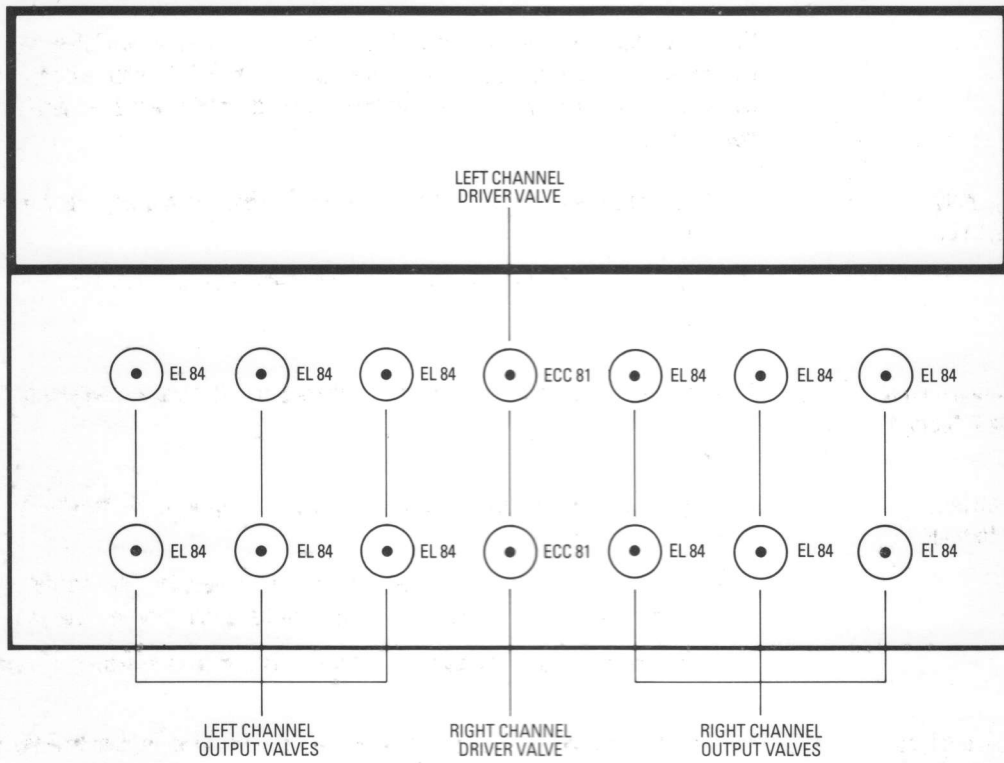 LEFT CHANNEL
DRIVER VALVE
EL 84 EL 84 EL 84 ECC 81 EL 84 EL 84 EL 84
EL 84 EL 84 EL 84 ECC 81 EL 84 EL 84 EL 84
LEFT CHANNEL
OUTPUT VALVES
RIGHT CHANNEL
DRIVER VALVE
RIGHT CHANNEL
OUTPUT VALVES